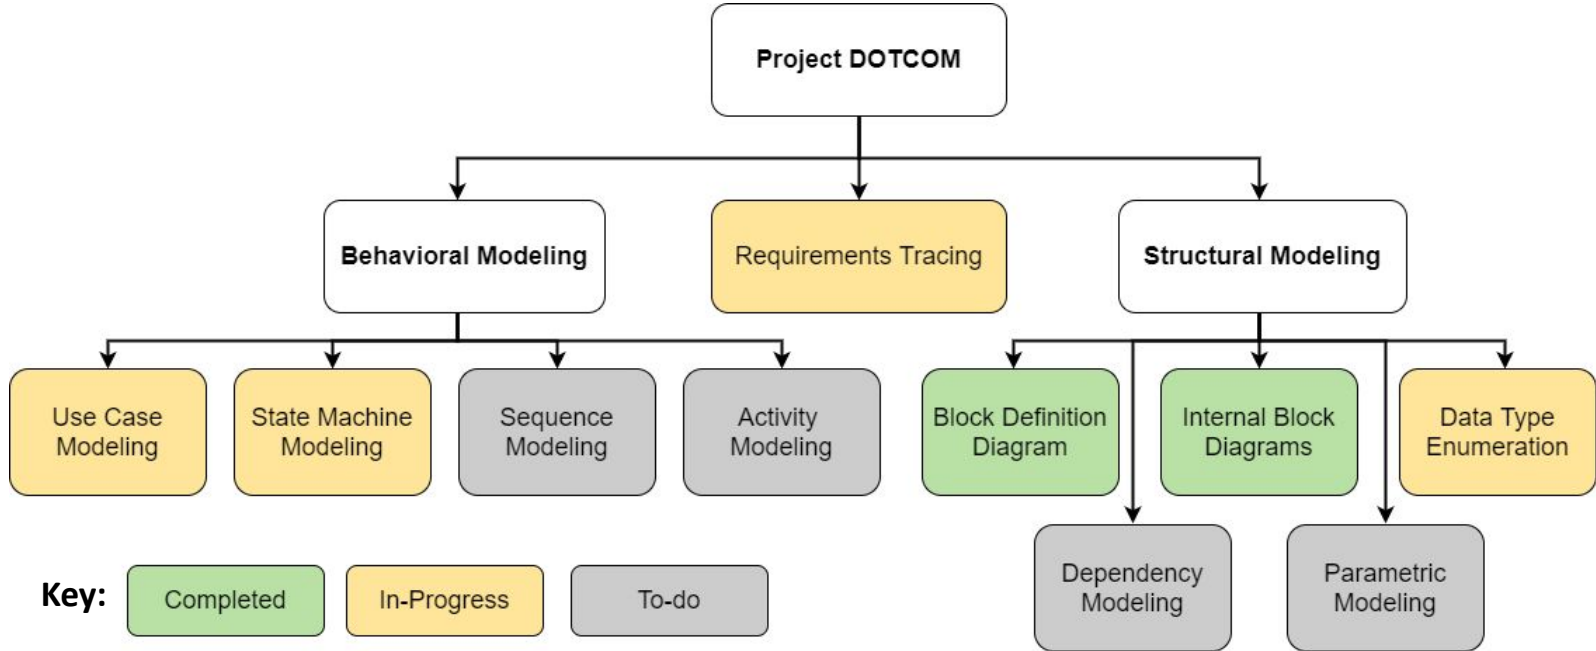 Project DOTCOM
Behavioral Modeling
Requirements Tracing
Structural Modeling
Use Case
Modeling
State Machine
Modeling
Sequence
Modeling
Activity
Modeling
Block Definition
Diagram
Internal Block
Diagrams
Data Type
Enumeration
Dependency
Modeling
Parametric
Modeling
Key:
Completed
In-Progress
To-do